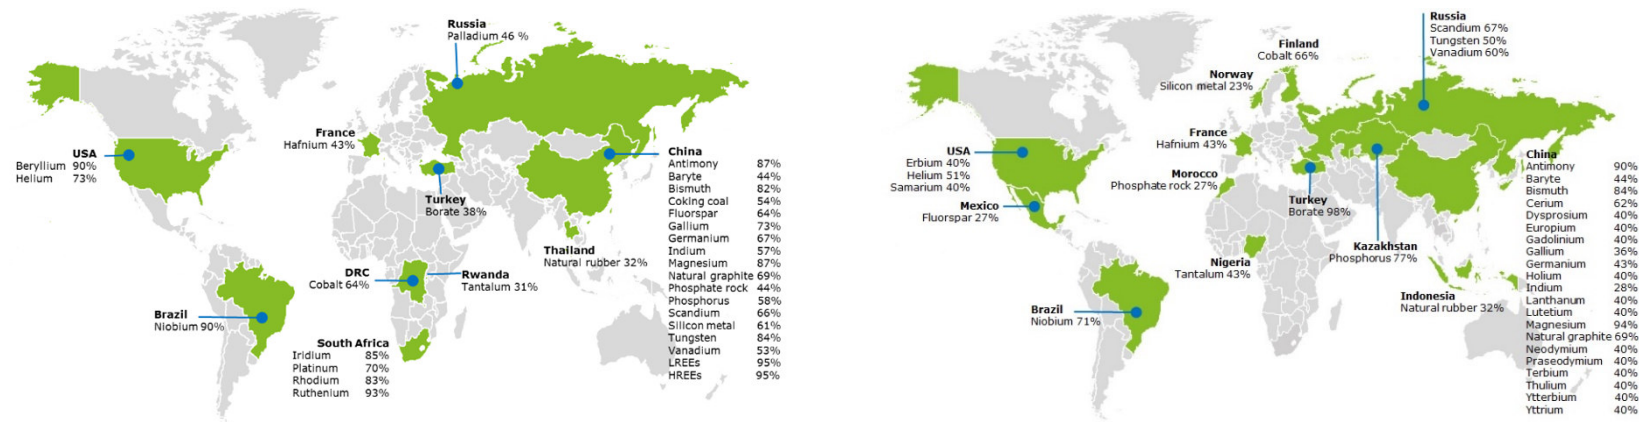 Russia
Palladium 46 %
France
Hafnium 43%
USA
Beryllium 90%
Helium 73%
Turkey
Borate 38%
China
Antimony 87%
Baryte 44%
Bismuth 82%
Coking coal 54%
Fluorspar 64%
Gallium 73%
Germanium 67%
Indium 57%
Magnesium 87%
Natural graphite 69%
Phosphate rock 44%
Phosphorus 58%
Scandium 66%
Silicon metal 61%
Tungsten 84%
Vanadium 53%
LREEs 95%
HREEs 95%
Thailand
Natural rubber 32%
DRC
Cobalt 64%
Rwanda
Tantalum 31%
Brazil
Niobium 90%
South Africa
Iridium 85%
Platinum 70%
Rhodium 83%
Ruthenium 93%
Russia
Scandium 67%
Tungsten 50%
Vanadium 60%
Finland
Cobalt 66%
Norway
Silicon metal 23%
France
Hafnium 43%
USA
Erbium 40%
Helium 51%
Samarium 40%
Morocco
Phosphate rock 27%
Mexico
Fluorspar 27%
Turkey
Borate 98%
Kazakhstan
Phosphorus 77%
Nigeria
Tantalum 43%
Indonesia
Natural rubber 32%
Brazil
Niobium 71%
China
Antimony 90%
Baryte 44%
Bismuth 84%
Cerium 62%
Dysprosium 40%
Europium 40%
Gadolinium 40%
Gallium 36%
Germanium 43%
Holium 40%
Indium 28%
Lanthanum 40%
Lutetium 40%
Magnesium 94%
Natural graphite 69%
Neodymium 40%
Praseodymium 40%
Terbium 40%
Thulium 40%
Ytterbium 40%
Yttrium 40%